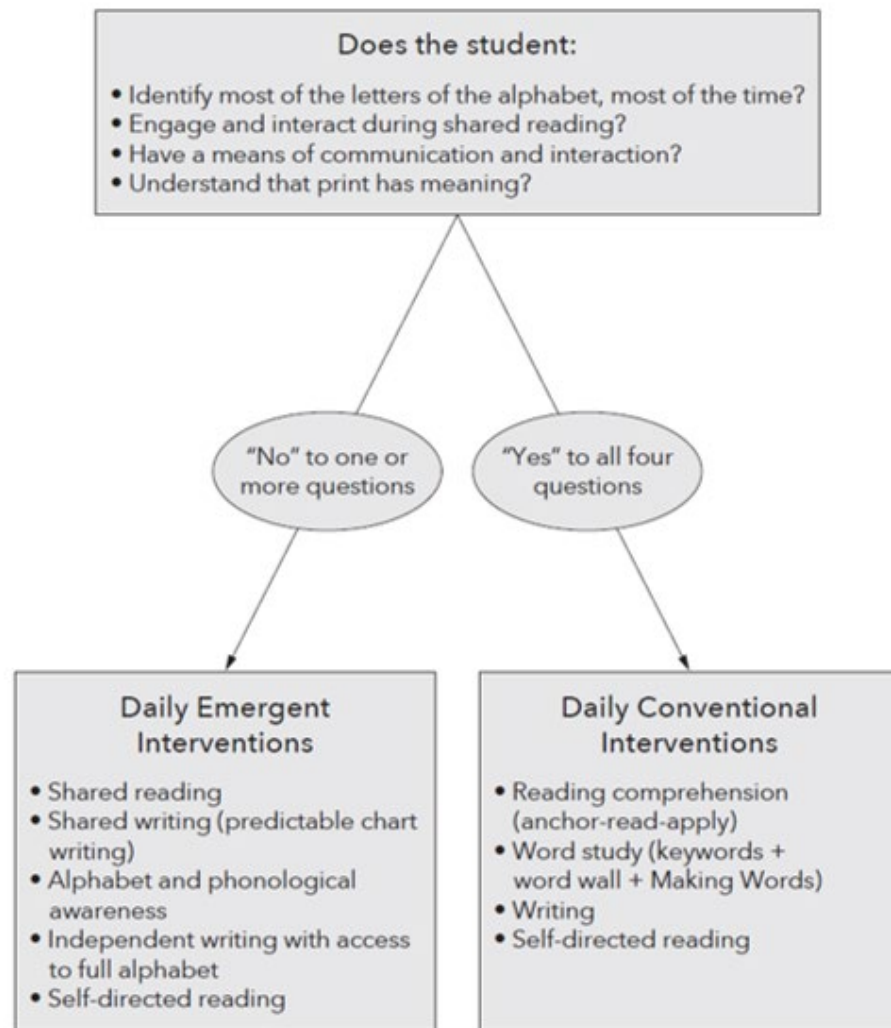 Does the student:
• Identify most of the letters of the alphabet, most of the time?
• Engage and interact during shared reading?
• Have a means of communication and interaction?
• Understand that print has meaning?
“No” to one or
more questions
“Yes” to all four
questions
Daily Emergent
Interventions
• Shared reading
• Shared writing (predictable chart
writing)
• Alphabet and phonological
awareness
• Independent writing with access
to full alphabet
• Self-directed reading
Daily Conventional
Interventions
• Reading comprehension
(anchor-read-apply)
• Word study (keywords +
word wall + Making Words)
• Writing
• Self-directed reading